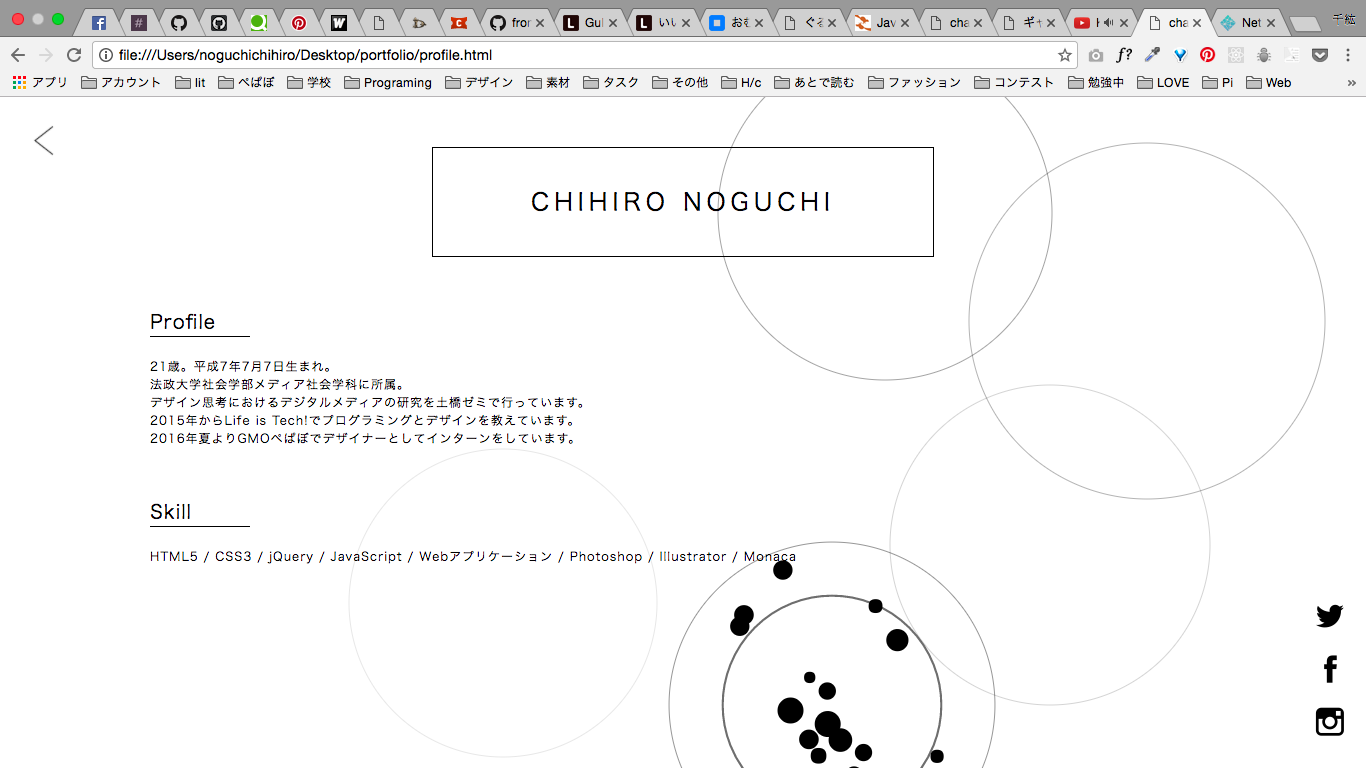 fron
Gui
いい
おむ
ぐる
Jav
cha
ギャ
cha
Net
千紘
file:///Users/noguchichihiro/Desktop/portfolio/profile.html
f?
アプリ アカウント lit ぺぱぼ 学校 Programing デザイン 素材 タスク その他 H/c あとで読む ファッション コンテスト 勉強中 LOVE Pi Web »
CHIHIRO NOGUCHI
Profile
21歳。平成7年7月7日生まれ。
法政大学社会学部メディア社会学科に所属。
デザイン思考におけるデジタルメディアの研究を土橋ゼミで行っています。
2015年からLife is Tech!でプログラミングとデザインを教えています。
2016年夏よりGMOペパボでデザイナーとしてインターンをしています。
Skill
HTML5 / CSS3 / jQuery / JavaScript / Webアプリケーション / Photoshop / Illustrator / Monaca